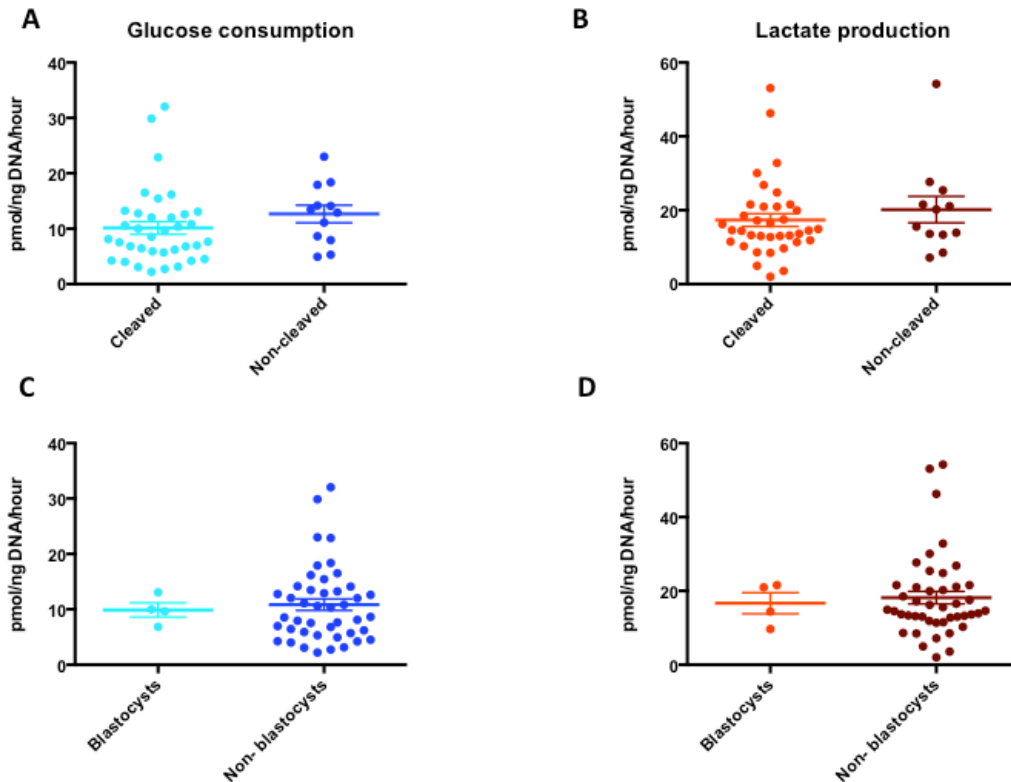 A
Glucose consumption
pmol/ng DNA/hour
40
30
20
10
0
Cleaved
Non-cleaved
B
Lactate production
pmol/ng DNA/hour
60
40
20
0
Cleaved
Non-cleaved
C
pmol/ng DNA/hour
40
30
20
10
0
Blastocysts
Non- blastocysts
D
pmol/ng DNA/hour
60
40
20
0
Blastocysts
Non- blastocysts